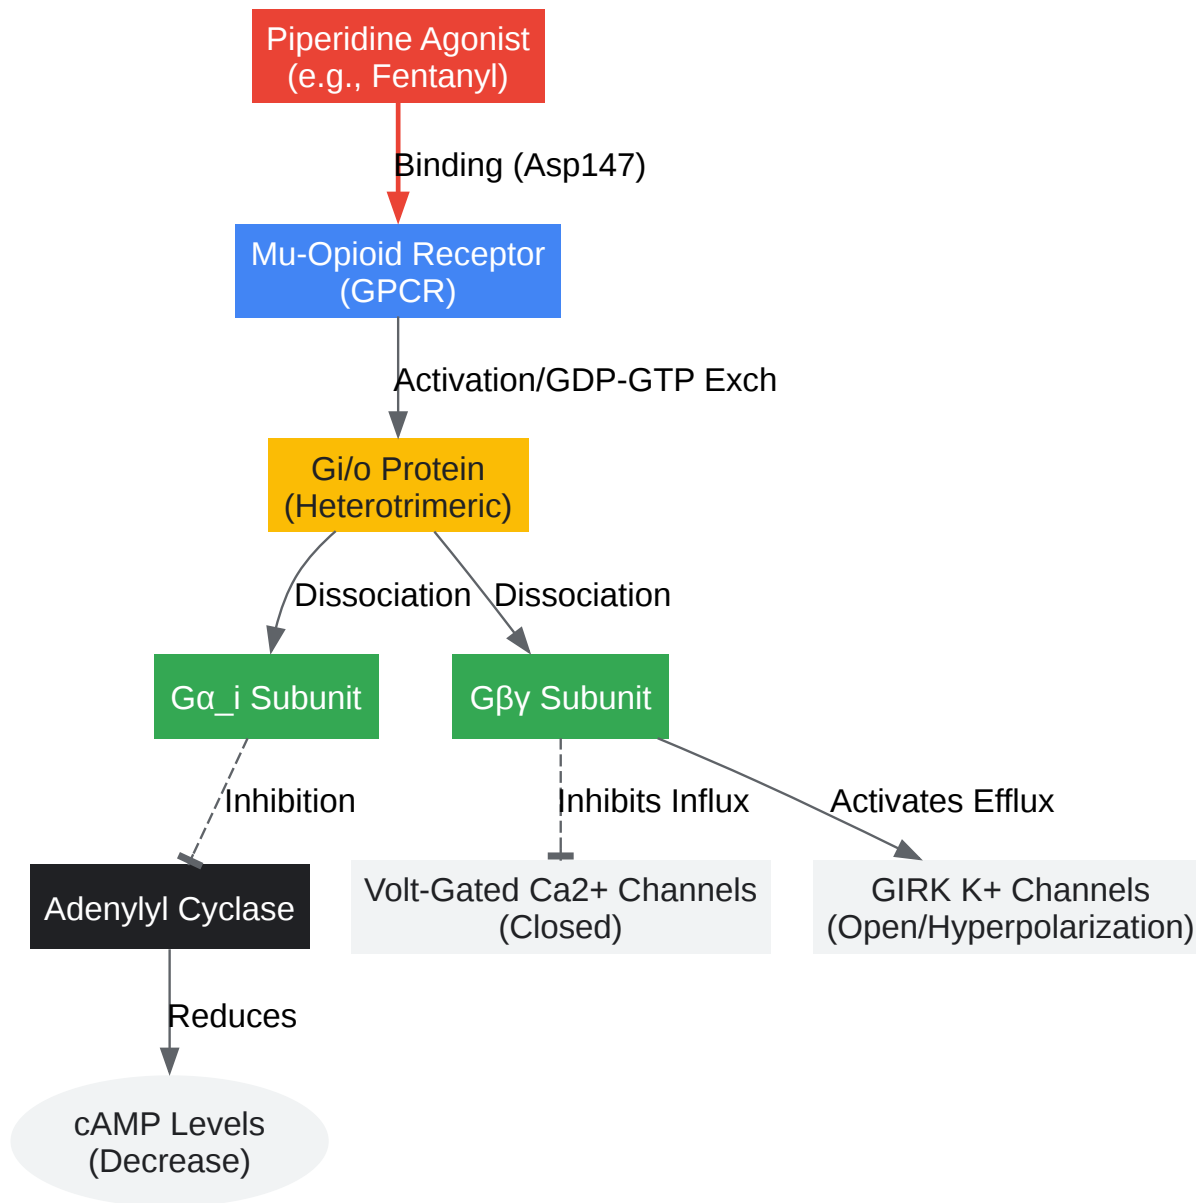 Piperidine Agonist
(e.g., Fentanyl)
Binding (Asp147)
Mu-Opioid Receptor
(GPCR)
Activation/GDP-GTP Exch
Gi/o Protein
(Heterotrimeric)
Dissociation
Dissociation
Gα_i Subunit
Gβγ Subunit
Inhibition
Inhibits Influx
Activates Efflux
Adenylyl Cyclase
Volt-Gated Ca2+ Channels
(Closed)
GIRK K+ Channels
(Open/Hyperpolarization)
Reduces
cAMP Levels
(Decrease)